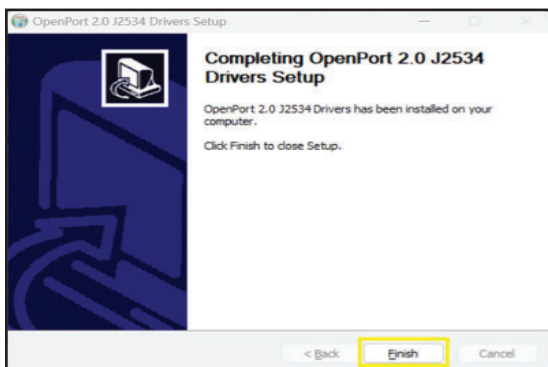 OpenPort 2.0 J2534 Drivers Setup
Completing OpenPort 2.0 J2534
Drivers Setup
OpenPort 2.0 J2534 Drivers has been installed on your
computer.
Click Finish to close Setup.
< Back Finish Cancel